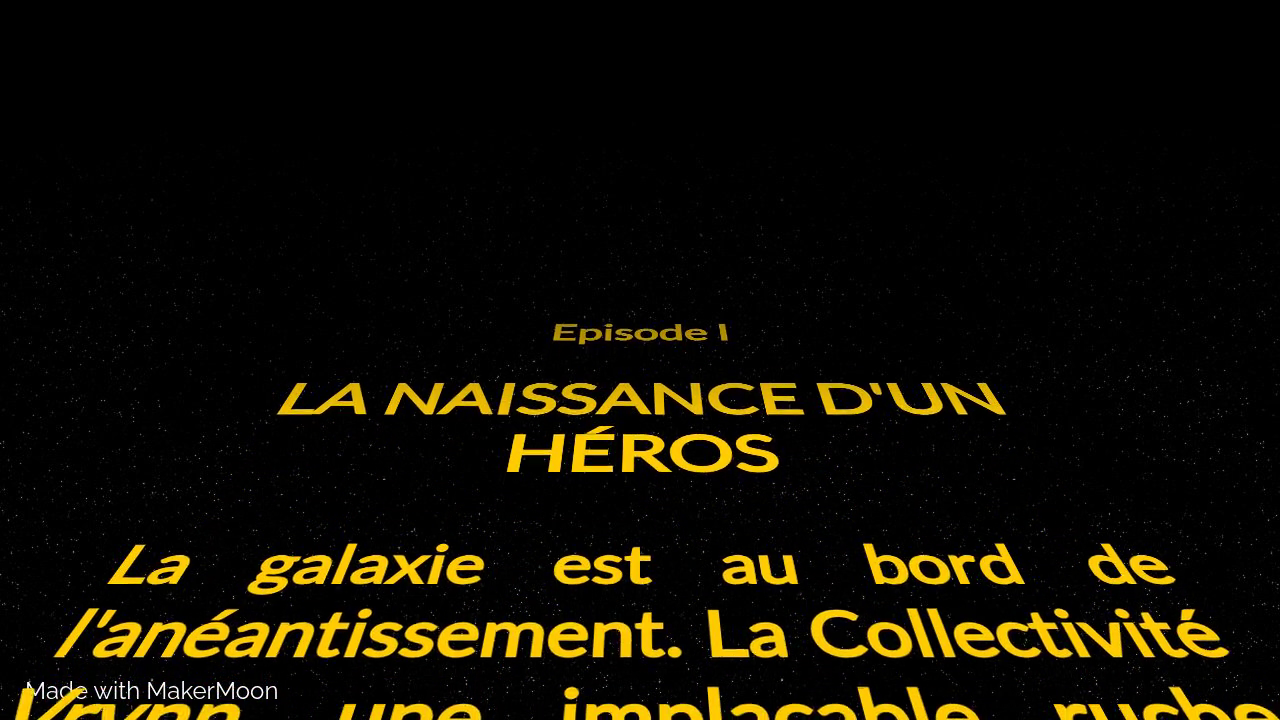 Episode I
LA NAISSANCE D'UN
HÉROS
La galaxie est au bord de
l'anéantissement. La Collectivité
Vrynn, une implacable ruche
Made with MakerMoon